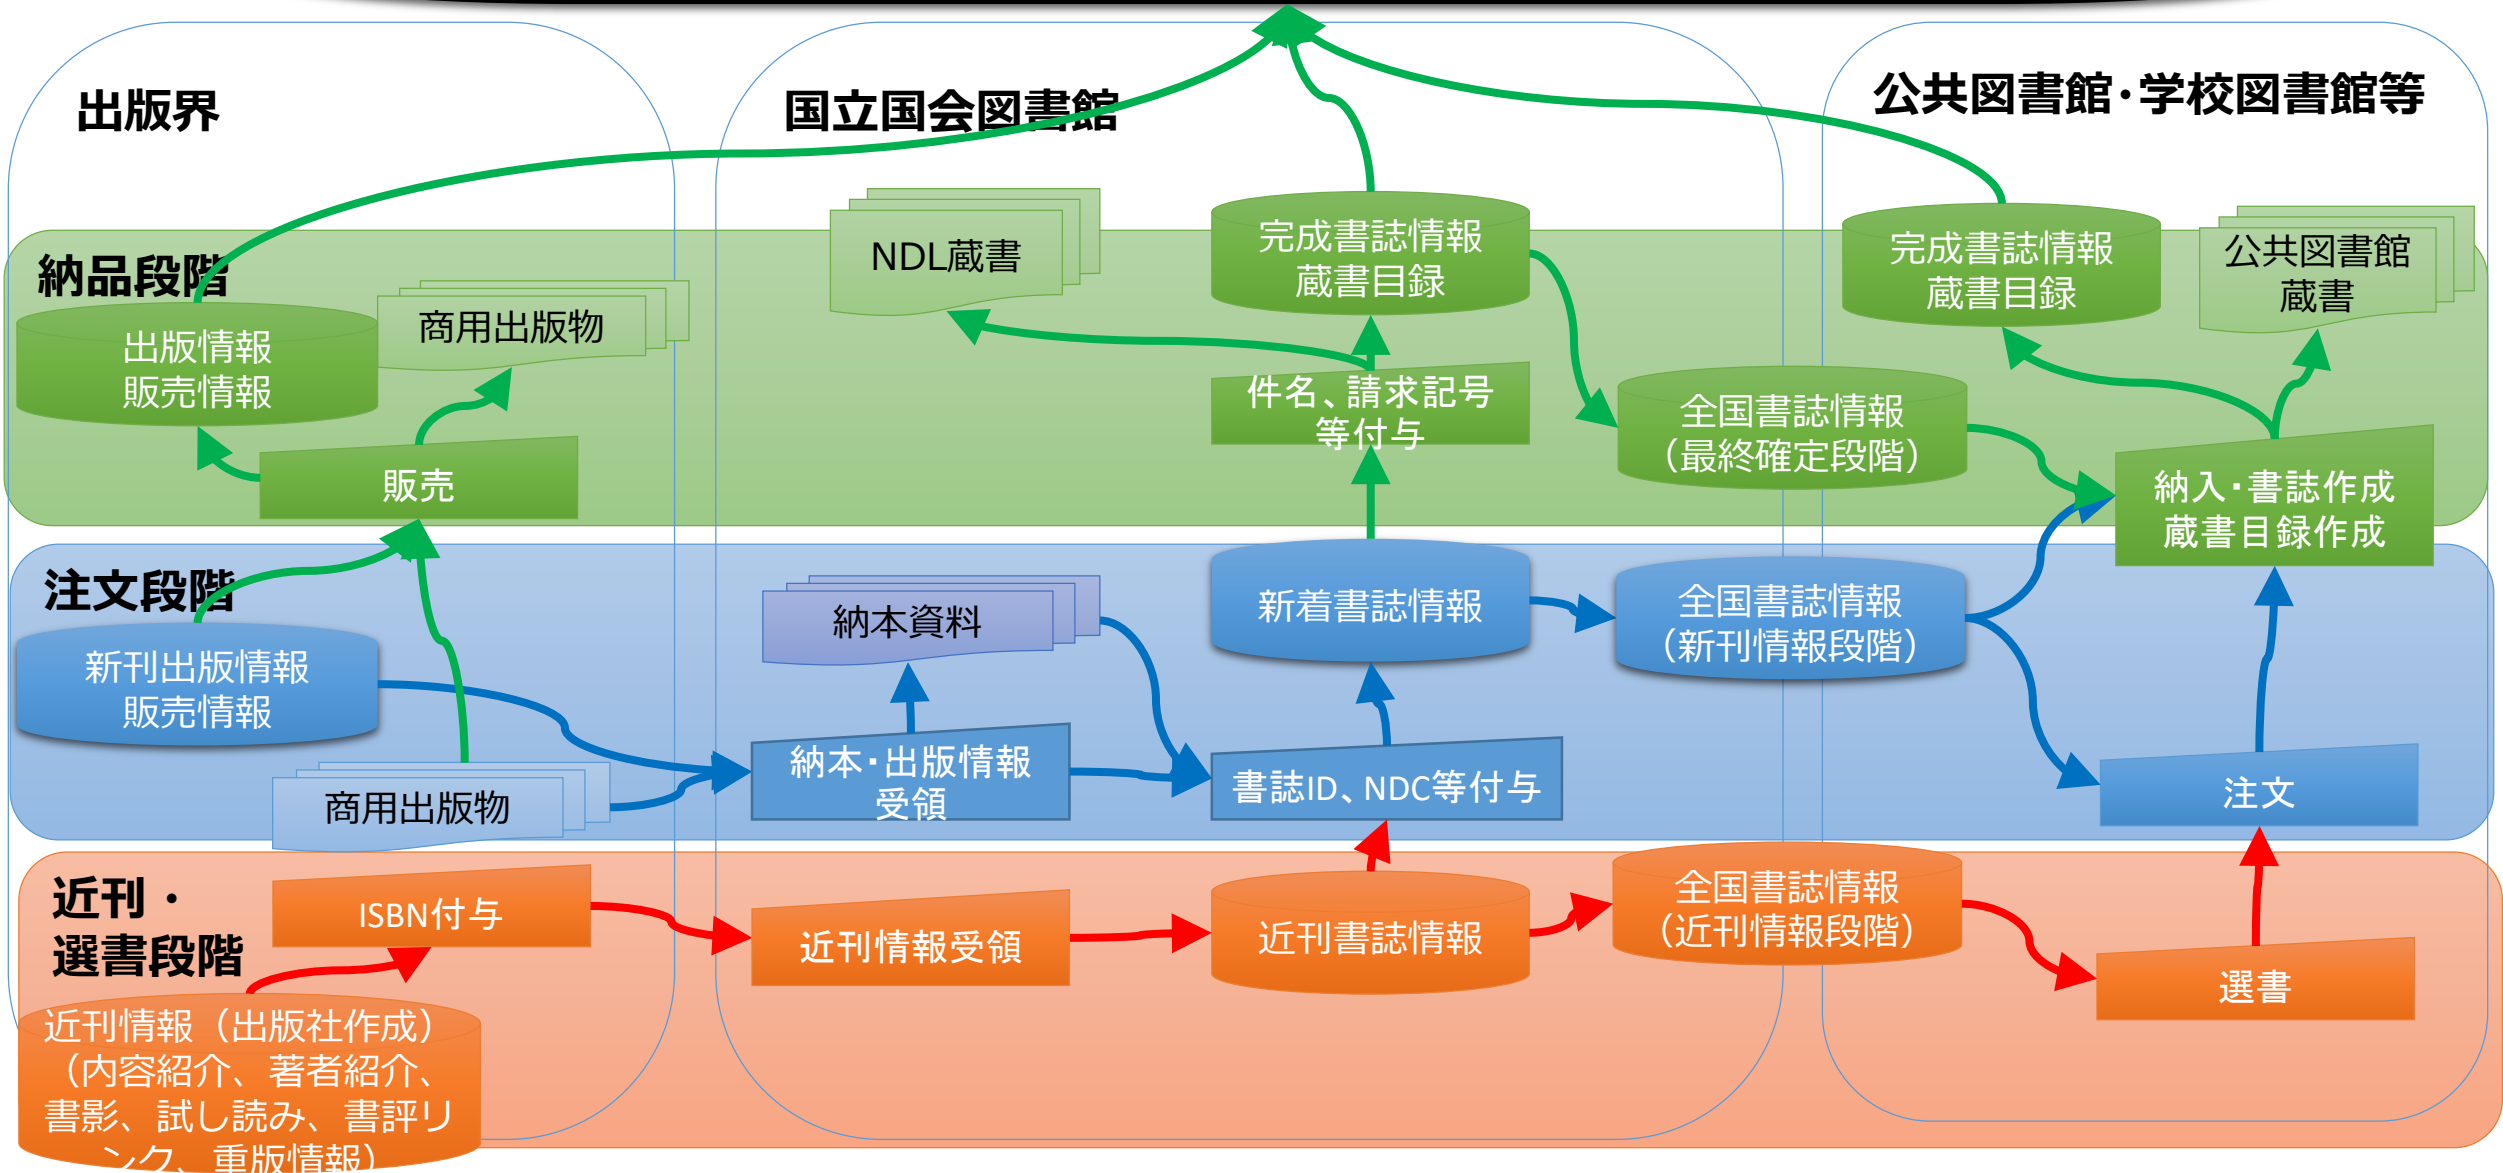 出版界
国立国会図書館
公共図書館・学校図書館等
納品段階
出版情報
販売情報
商用出版物
販売
NDL蔵書
完成書誌情報
蔵書目録
件名、請求記号
等付与
全国書誌情報
（最終確定段階）
完成書誌情報
蔵書目録
公共図書館
蔵書
納入・書誌作成
蔵書目録作成
注文段階
新刊出版情報
販売情報
商用出版物
納本資料
納本・出版情報
受領
新着書誌情報
書誌ID、NDC等付与
全国書誌情報
（新刊情報段階）
注文
近刊・
選書段階
ISBN付与
近刊情報（出版社作成）
（内容紹介、著者紹介、
書影、試し読み、書評リ
ンク、重版情報）
近刊情報受領
近刊書誌情報
全国書誌情報
（近刊情報段階）
選書